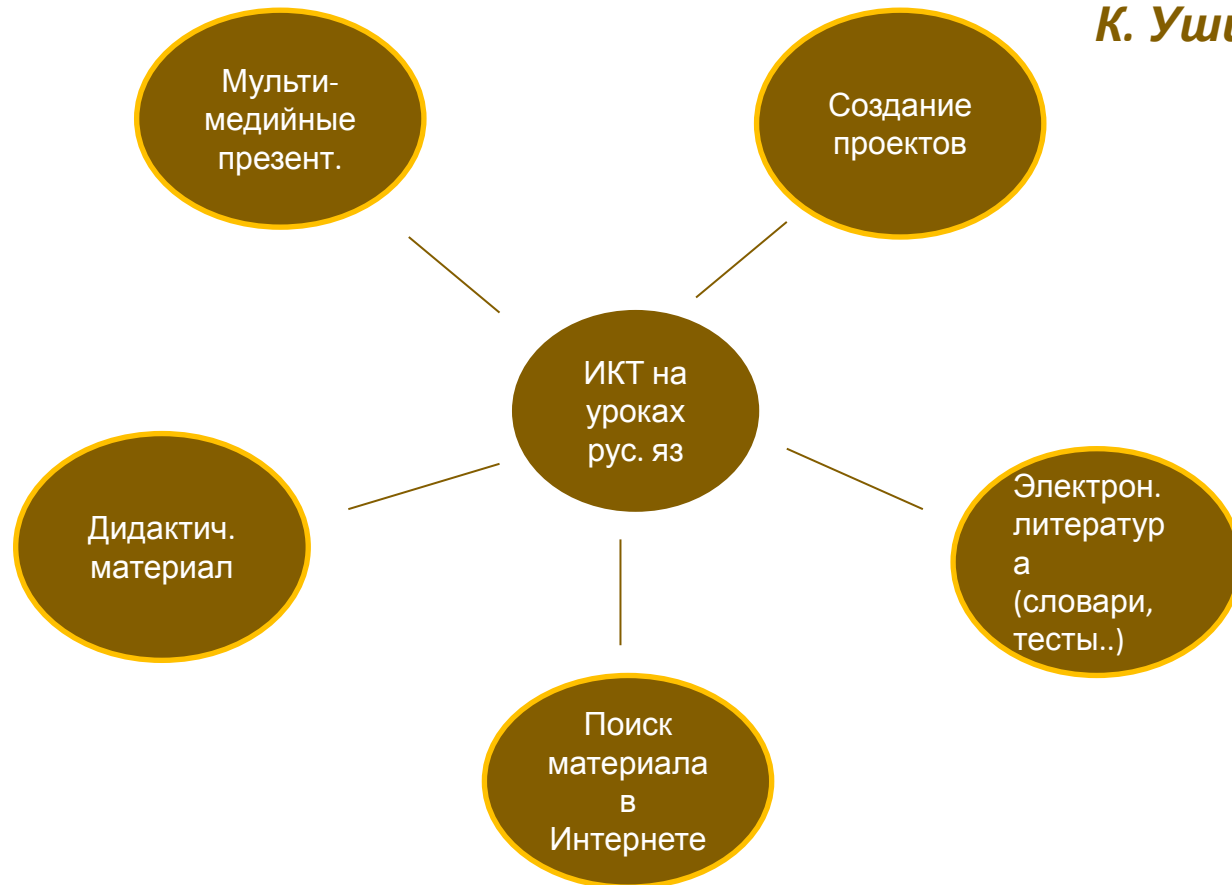 К. Уши
Мульти-
медийные
презент.
Создание
проектов
ИКТ на
уроках
рус. яз
Дидактич.
материал
Электрон.
литератур
а
(словари,
тесты..)
Поиск
материала
в
Интернете